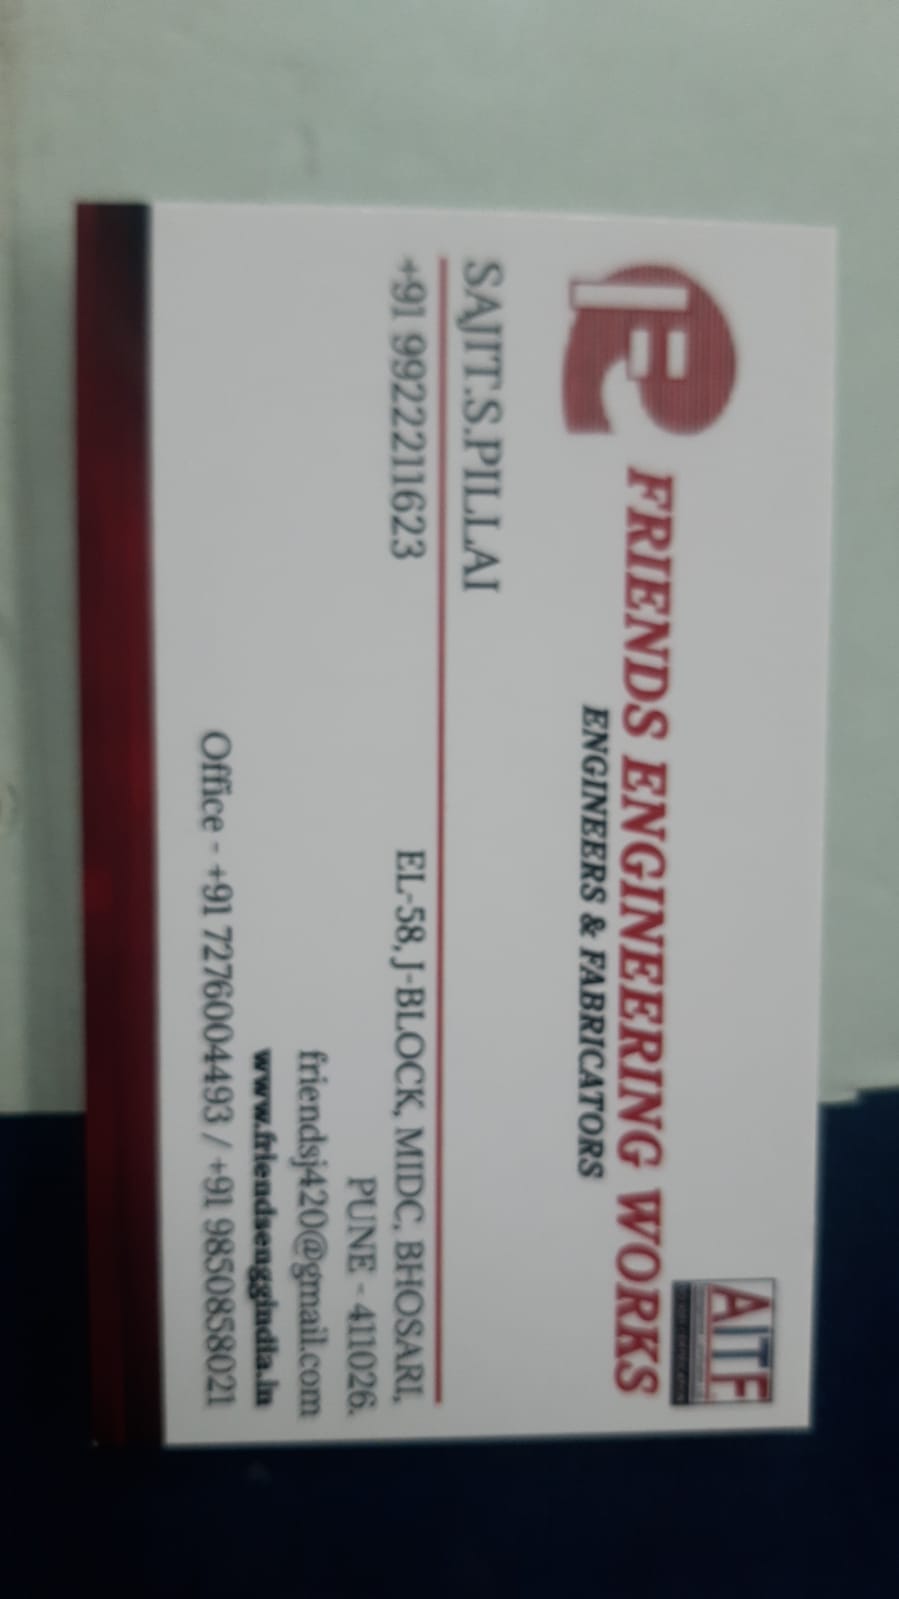 AITF
FRIENDS ENGINEERING WORKS
ENGINEERS & FABRICATORS
SAJIT.S.PILLAI
+91 9922211623
EL-58, J-BLOCK, MIDC, BHOSARI,
PUNE - 411026.
friendsj420@gmail.com
www.friendsenggindia.in
Office - +91 7276004493 / +91 9850858021